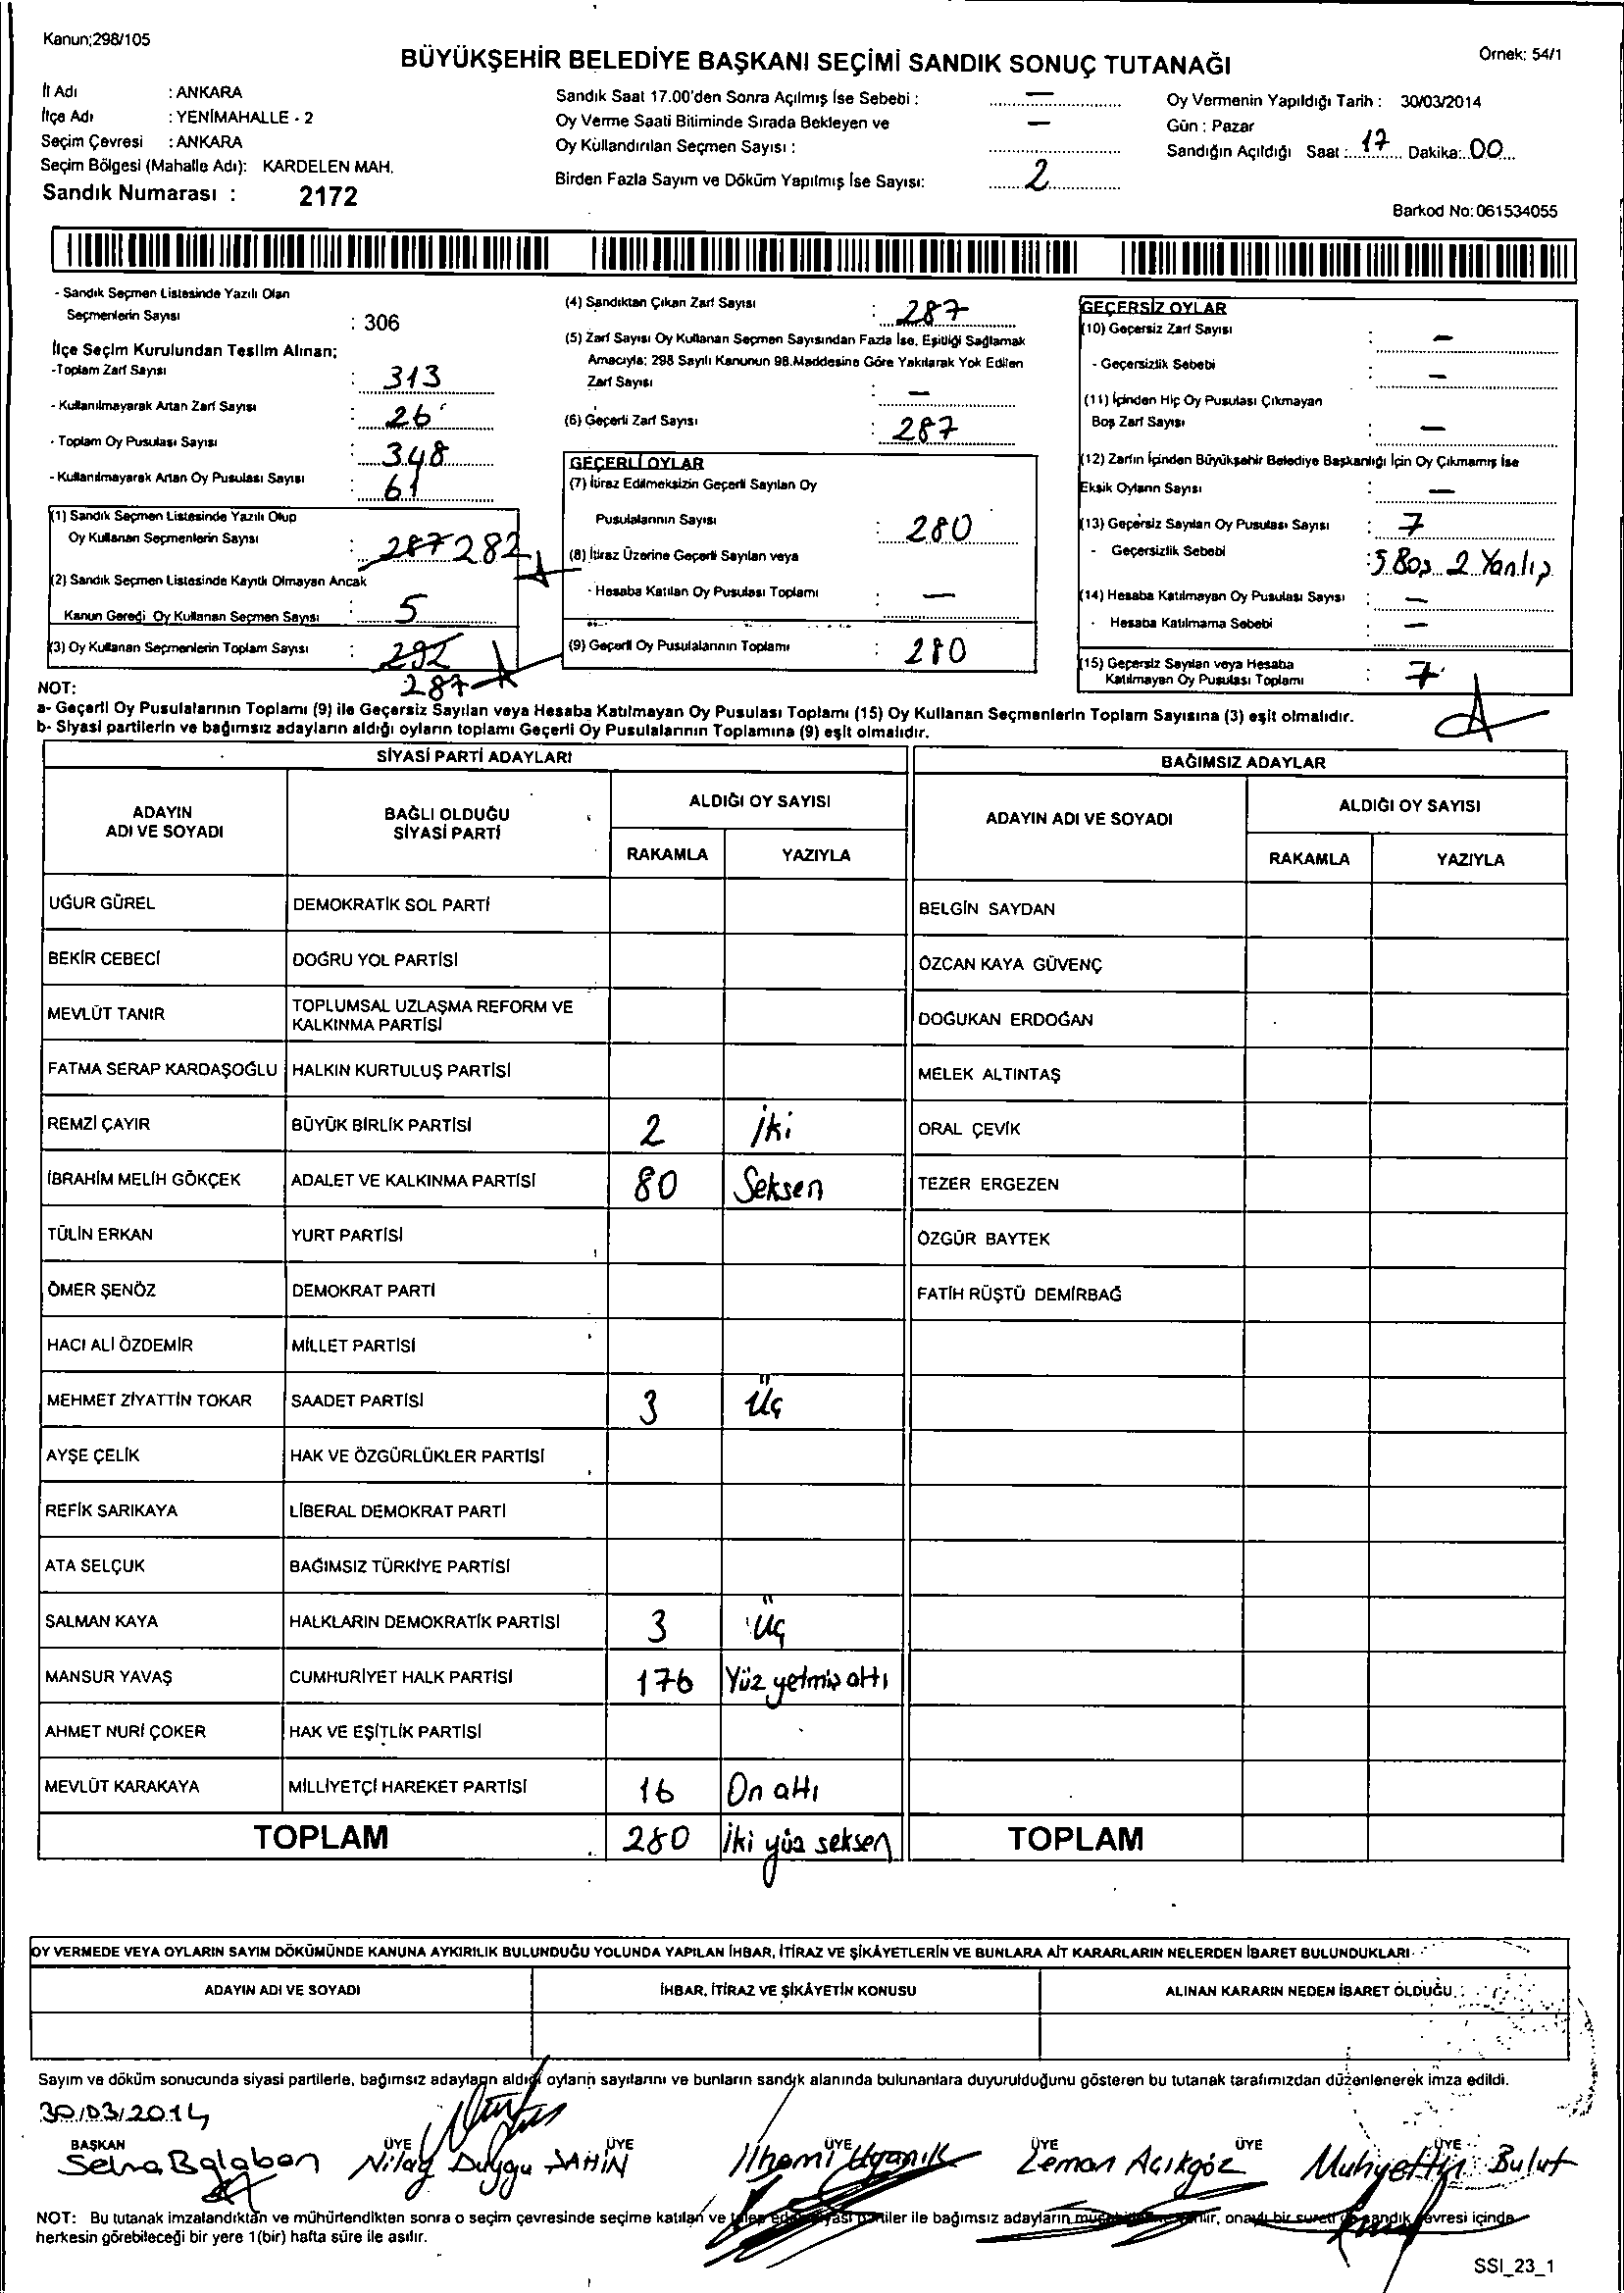 Kanun;298/105
BÜYÜKŞEHİR BELEDİYE BAŞKANI SEÇİMİ SANDIK SONUÇ TUTANAĞI
Örnek: 54/1
İl Adı : ANKARA
İlçe Adı : YENİMAHALLE - 2
Seçim Çevresi : ANKARA
Seçim Bölgesi (Mahalle Adı): KARDELEN MAH.
Sandık Numarası : 2172
Sandık Saat 17.00'den Sonra Açılmış İse Sebebi : —
Oy Verme Saati Bitiminde Sırada Bekleyen ve —
Oy Kullandırılan Seçmen Sayısı :
Birden Fazla Sayım ve Döküm Yapılmış İse Sayısı: 2
Oy Vermenin Yapıldığı Tarih : 30/03/2014
Gün : Pazar
Sandığın Açıldığı Saat : 17 Dakika: 00
Barkod No: 061534055
- Sandık Seçmen Listesinde Yazılı Olan
Seçmenlerin Sayısı : 306
İlçe Seçim Kurulundan Teslim Alınan;
-Toplam Zarf Sayısı : 313
- Kullanılmayarak Artan Zarf Sayısı : 26
- Toplam Oy Pusulası Sayısı : 348
- Kullanılmayarak Artan Oy Pusulası Sayısı : 61
(1) Sandık Seçmen Listesinde Yazılı Olup
Oy Kullanan Seçmenlerin Sayısı : 287 282
(2) Sandık Seçmen Listesinde Kayıtlı Olmayan Ancak
Kanun Gereği Oy Kullanan Seçmen Sayısı : 5
(3) Oy Kullanan Seçmenlerin Toplam Sayısı : 292
287
(4) Sandıktan Çıkan Zarf Sayısı : 287
(5) Zarf Sayısı Oy Kullanan Seçmen Sayısından Fazla İse, Eşitliği Sağlamak
Amacıyla; 298 Sayılı Kanunun 98.Maddesine Göre Yakılarak Yok Edilen
Zarf Sayısı : —
(6) Geçerli Zarf Sayısı : 287
GEÇERLİ OYLAR
(7) İtiraz Edilmeksizin Geçerli Sayılan Oy
Pusulalarının Sayısı : 280
(8) İtiraz Üzerine Geçerli Sayılan veya
- Hesaba Katılan Oy Pusulası Toplamı : —
(9) Geçerli Oy Pusulalarının Toplamı : 280
GEÇERSİZ OYLAR
(10) Geçersiz Zarf Sayısı : —
- Geçersizlik Sebebi : —
(11) İçinden Hiç Oy Pusulası Çıkmayan
Boş Zarf Sayısı : —
(12) Zarfın İçinden Büyükşehir Belediye Başkanlığı İçin Oy Çıkmamış İse
Eksik Oyların Sayısı : —
(13) Geçersiz Sayılan Oy Pusulası Sayısı : 7
- Geçersizlik Sebebi : 5 Boş 2 Yanlış
(14) Hesaba Katılmayan Oy Pusulası Sayısı : —
- Hesaba Katılmama Sebebi : —
(15) Geçersiz Sayılan veya Hesaba
Katılmayan Oy Pusulası Toplamı : 7
NOT:
a- Geçerli Oy Pusulalarının Toplamı (9) ile Geçersiz Sayılan veya Hesaba Katılmayan Oy Pusulası Toplamı (15) Oy Kullanan Seçmenlerin Toplam Sayısına (3) eşit olmalıdır.
b- Siyasi partilerin ve bağımsız adayların aldığı oyların toplamı Geçerli Oy Pusulalarının Toplamına (9) eşit olmalıdır.
SİYASİ PARTİ ADAYLARI
ADAYIN ADI VE SOYADI
BAĞLI OLDUĞU SİYASİ PARTİ
ALDIĞI OY SAYISI
RAKAMLA YAZIYLA
UĞUR GÜREL DEMOKRATİK SOL PARTİ
BEKİR CEBECİ DOĞRU YOL PARTİSİ
MEVLÜT TANIR TOPLUMSAL UZLAŞMA REFORM VE
KALKINMA PARTİSİ
FATMA SERAP KARDAŞOĞLU HALKIN KURTULUŞ PARTİSİ
REMZİ ÇAYIR BÜYÜK BİRLİK PARTİSİ 2 İki
İBRAHİM MELİH GÖKÇEK ADALET VE KALKINMA PARTİSİ 80 Seksen
TÜLİN ERKAN YURT PARTİSİ
ÖMER ŞENÖZ DEMOKRAT PARTİ
HACI ALİ ÖZDEMİR MİLLET PARTİSİ
MEHMET ZİYATTİN TOKAR SAADET PARTİSİ 3 Üç
AYŞE ÇELİK HAK VE ÖZGÜRLÜKLER PARTİSİ
REFİK SARIKAYA LİBERAL DEMOKRAT PARTİ
ATA SELÇUK BAĞIMSIZ TÜRKİYE PARTİSİ
SALMAN KAYA HALKLARIN DEMOKRATİK PARTİSİ 3 Üç
MANSUR YAVAŞ CUMHURİYET HALK PARTİSİ 176 Yüz yetmiş altı
AHMET NURİ ÇOKER HAK VE EŞİTLİK PARTİSİ
MEVLÜT KARAKAYA MİLLİYETÇİ HAREKET PARTİSİ 16 On altı
TOPLAM 280 İki yüz seksen
BAĞIMSIZ ADAYLAR
ADAYIN ADI VE SOYADI
ALDIĞI OY SAYISI
RAKAMLA YAZIYLA
BELGİN SAYDAN
ÖZCAN KAYA GÜVENÇ
DOĞUKAN ERDOĞAN
MELEK ALTINTAŞ
ORAL ÇEVİK
TEZER ERGEZEN
ÖZGÜR BAYTEK
FATİH RÜŞTÜ DEMİRBAĞ
TOPLAM
OY VERMEDE VEYA OYLARIN SAYIM DÖKÜMÜNDE KANUNA AYKIRILIK BULUNDUĞU YOLUNDA YAPILAN İHBAR, İTİRAZ VE ŞİKÂYETLERİN VE BUNLARA AİT KARARLARIN NELERDEN İBARET BULUNDUKLARI
ADAYIN ADI VE SOYADI
İHBAR, İTİRAZ VE ŞİKÂYETİN KONUSU
ALINAN KARARIN NEDEN İBARET OLDUĞU
Sayım ve döküm sonucunda siyasi partilerle, bağımsız adayların aldığı oyların sayılarını ve bunların sandık alanında bulunanlara duyurulduğunu gösteren bu tutanak tarafımızdan düzenlenerek imza edildi.
30/03/2014
BAŞKAN ÜYE ÜYE ÜYE ÜYE ÜYE ÜYE
Selva Balaban Nilay Duygu ŞAHİN İlhami Uyanık Leman Açıkgöz Muhyettin Bulut
NOT: Bu tutanak imzalandıktan ve mühürlendikten sonra o seçim çevresinde seçime katılan ve talep eden siyasi partiler ile bağımsız adayların verilir, onaylı bir sureti de sandık çevresi içinde
herkesin görebileceği bir yere 1(bir) hafta süre ile asılır.
SSI_23_1